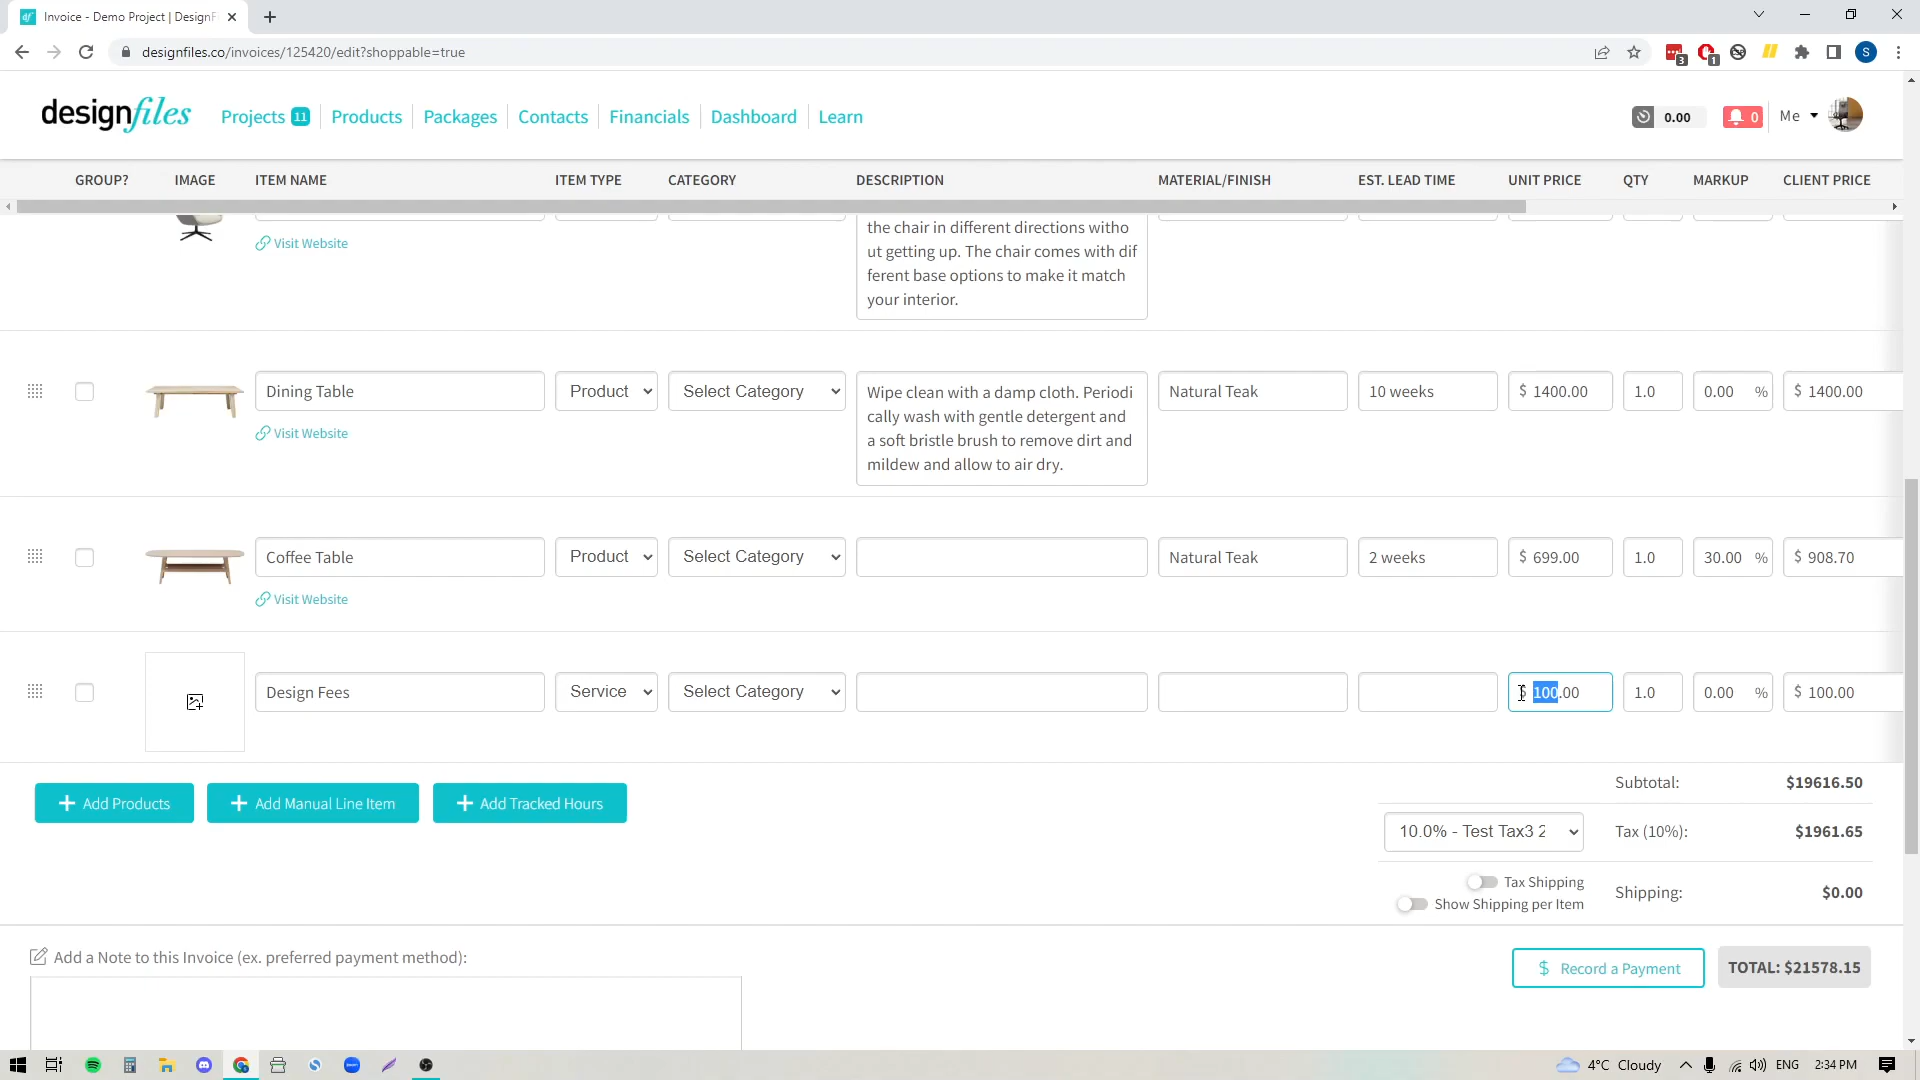 Invoice - Demo Project | DesignF
designfiles.co/invoices/125420/edit?shoppable=true
3
1
S
designfiles
Projects 11
Products
Packages
Contacts
Financials
Dashboard
Learn
0.00
0
Me
GROUP?
IMAGE
ITEM NAME
ITEM TYPE
CATEGORY
DESCRIPTION
MATERIAL/FINISH
EST. LEAD TIME
UNIT PRICE
QTY
MARKUP
CLIENT PRICE
Visit Website
the chair in different directions witho
ut getting up. The chair comes with dif
ferent base options to make it match
your interior.
Dining Table
Product
Select Category
Wipe clean with a damp cloth. Periodi
cally wash with gentle detergent and
a soft bristle brush to remove dirt and
mildew and allow to air dry.
Natural Teak
10 weeks
$ 1400.00
1.0
0.00 %
$ 1400.00
Visit Website
Coffee Table
Product
Select Category
Natural Teak
2 weeks
$ 699.00
1.0
30.00 %
$ 908.70
Visit Website
Design Fees
Service
Select Category
$ 100.00
1.0
0.00 %
$ 100.00
+ Add Products
+ Add Manual Line Item
+ Add Tracked Hours
Subtotal: $19616.50
10.0% - Test Tax3 2
Tax (10%): $1961.65
Tax Shipping
Show Shipping per Item
Shipping: $0.00
Add a Note to this Invoice (ex. preferred payment method):
$ Record a Payment
TOTAL: $21578.15
4°C Cloudy
ENG
2:34 PM